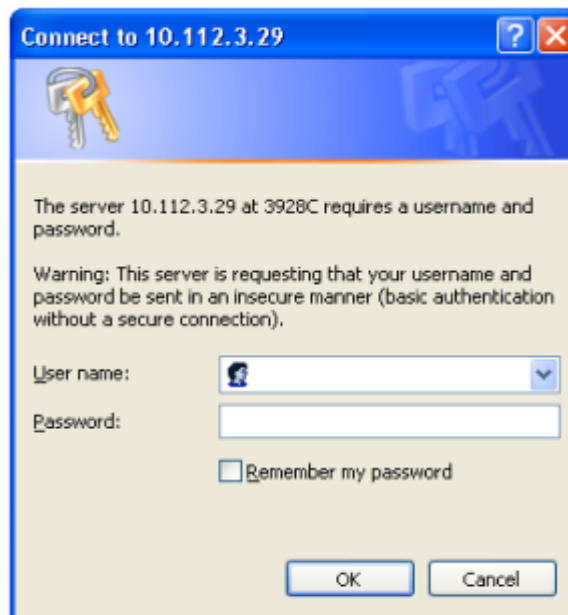 Connect to 10.112.3.29
The server 10.112.3.29 at 3928C requires a username and
password.
Warning: This server is requesting that your username and
password be sent in an insecure manner (basic authentication
without a secure connection).
User name:
Password:
Remember my password
OK Cancel